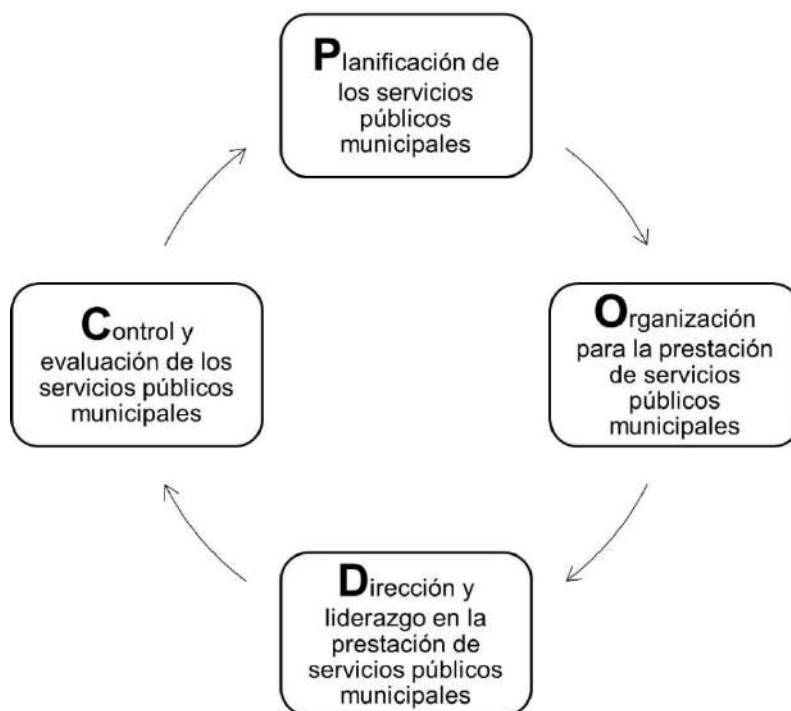 Planificación de
los servicios
públicos
municipales
Organización
para la prestación
de servicios
públicos
municipales
Dirección y
liderazgo en la
prestación de
servicios públicos
municipales
Control y
evaluación de los
servicios públicos
municipales